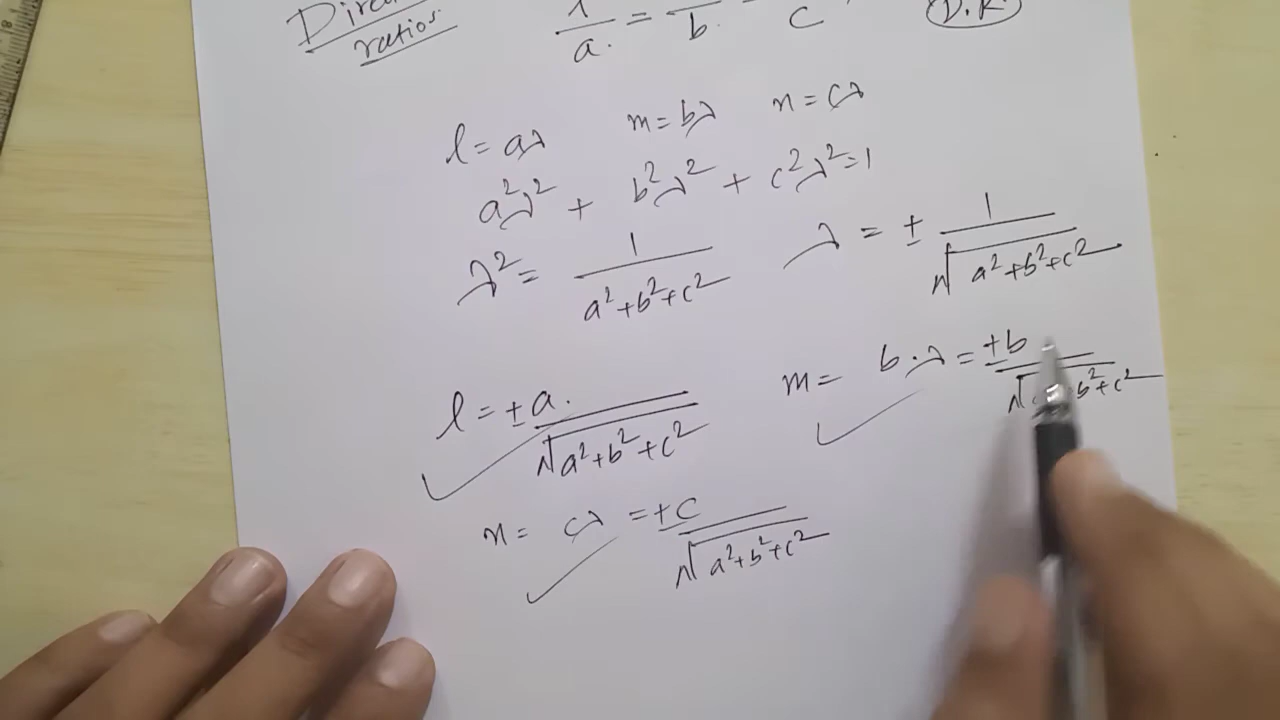 ratios
a. = b. = c
D.R.
l = aλ m = bλ n = cλ
a²λ² + b²λ² + c²λ² = 1
λ² = 1 / a²+b²+c² λ = ± 1 / √a²+b²+c²
l = ±a. / √a²+b²+c² m = b.λ = ±b / √ b²+c²
n = cλ = ±c / √a²+b²+c²